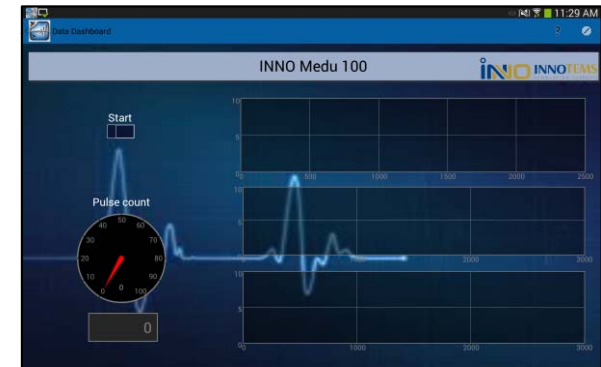 11:29 AM
Data Dashboard
?
INNO Medu 100
iNNO INNOTEMS
Start
Pulse count
0 10 20 30 40 50 60 70 80 90 100
0
0
10
5
0 500 1000 1500 2000 2500
10
5
0 1000 2000 3000
10
5
0 1000 2000 3000